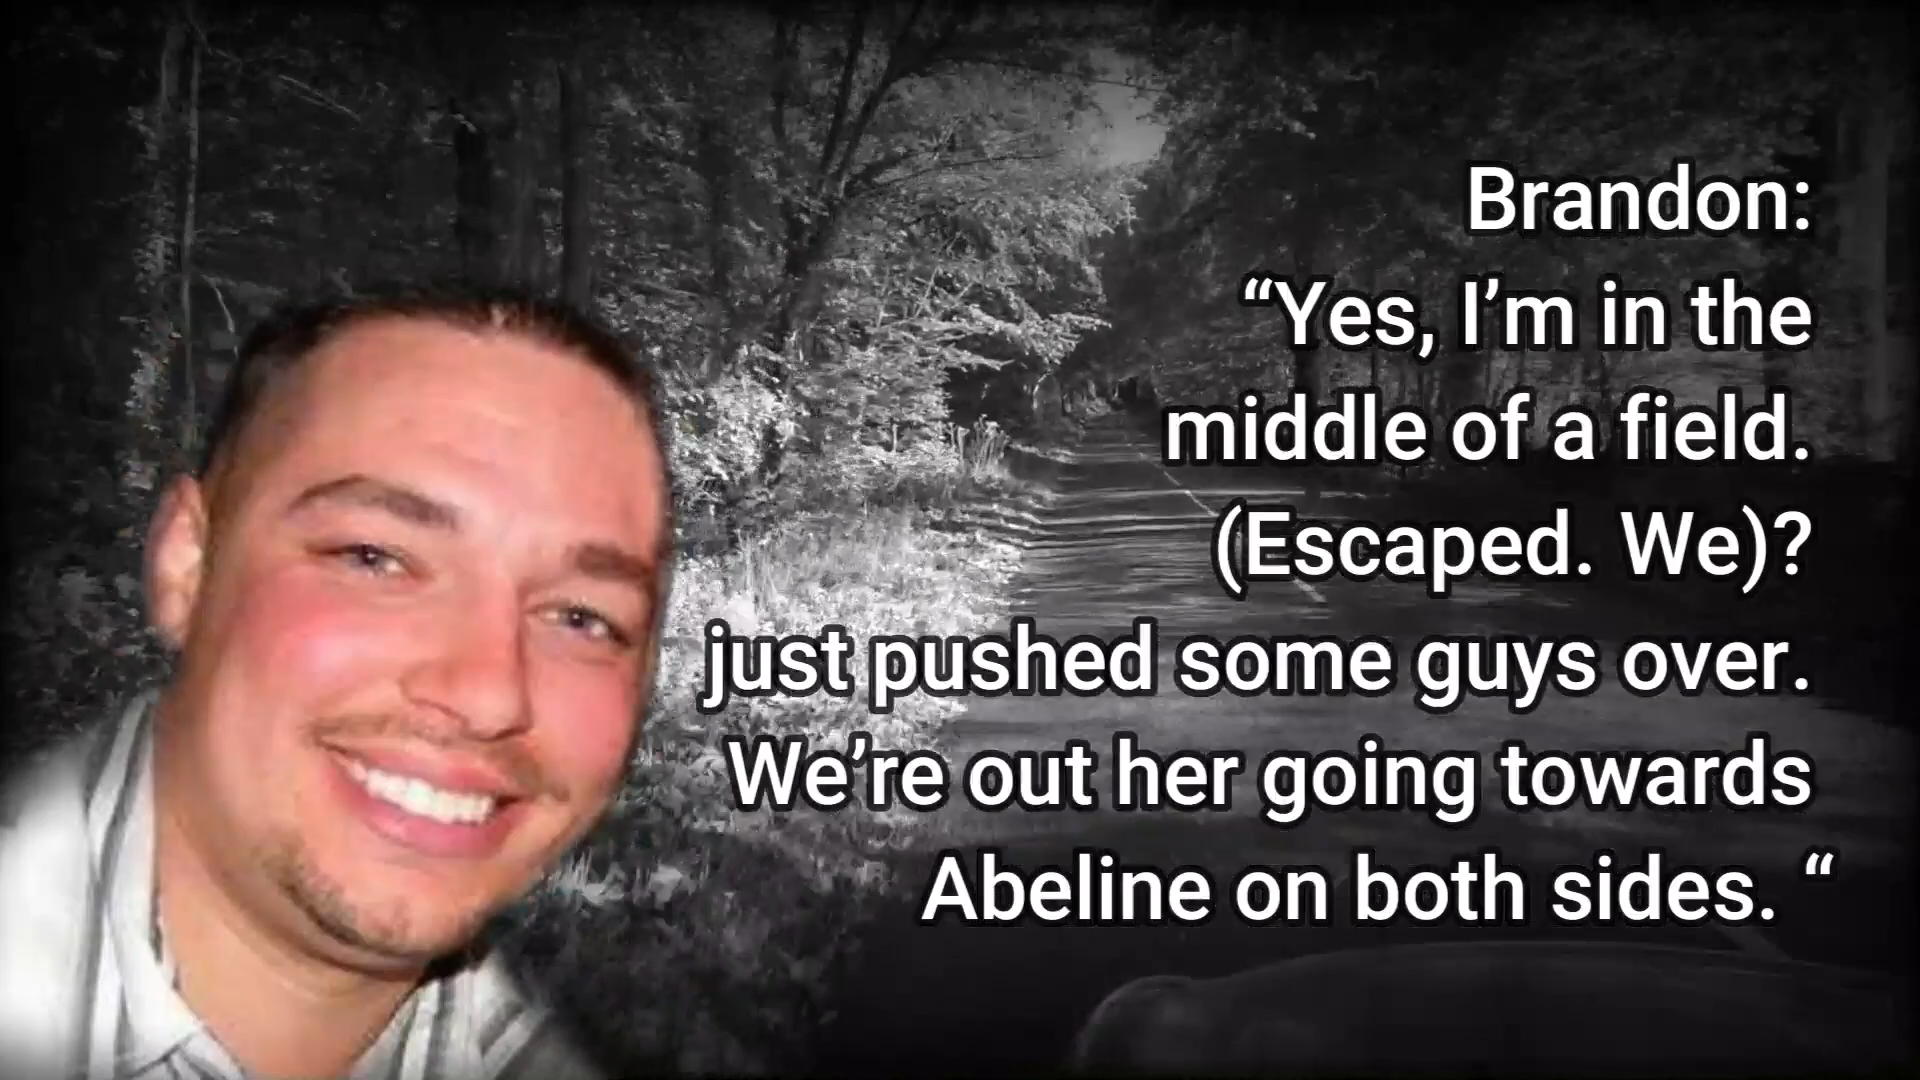 Brandon:
“Yes, I’m in the
middle of a field.
(Escaped. We)?
just pushed some guys over.
We’re out her going towards
Abeline on both sides. “